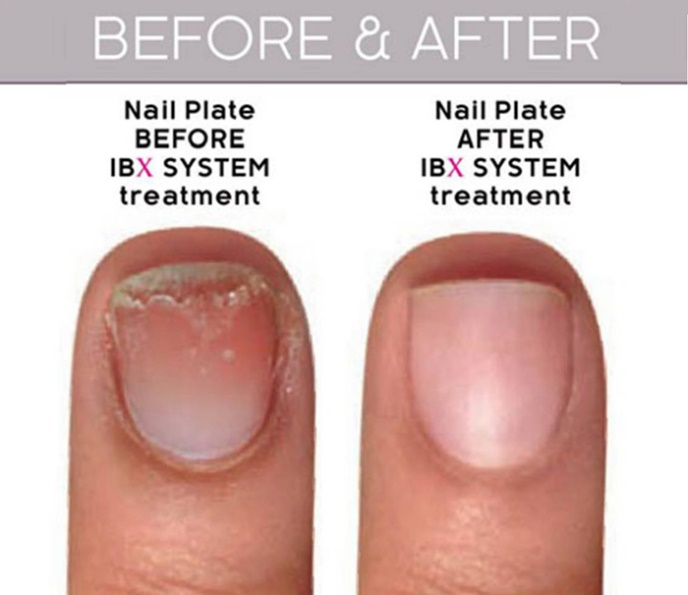 BEFORE & AFTER
Nail Plate
BEFORE
IBX SYSTEM
treatment
Nail Plate
AFTER
IBX SYSTEM
treatment